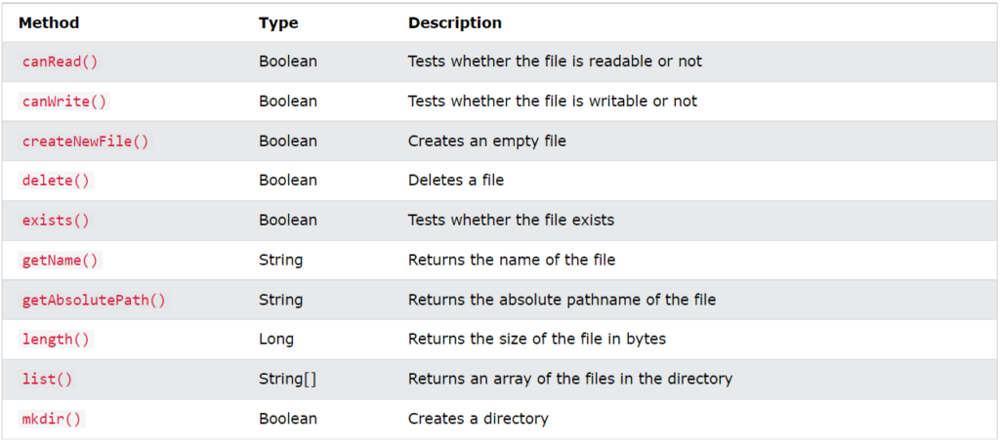 Method Type Description
canRead() Boolean Tests whether the file is readable or not
canWrite() Boolean Tests whether the file is writable or not
createNewFile() Boolean Creates an empty file
delete() Boolean Deletes a file
exists() Boolean Tests whether the file exists
getName() String Returns the name of the file
getAbsolutePath() String Returns the absolute pathname of the file
length() Long Returns the size of the file in bytes
list() String[] Returns an array of the files in the directory
mkdir() Boolean Creates a directory